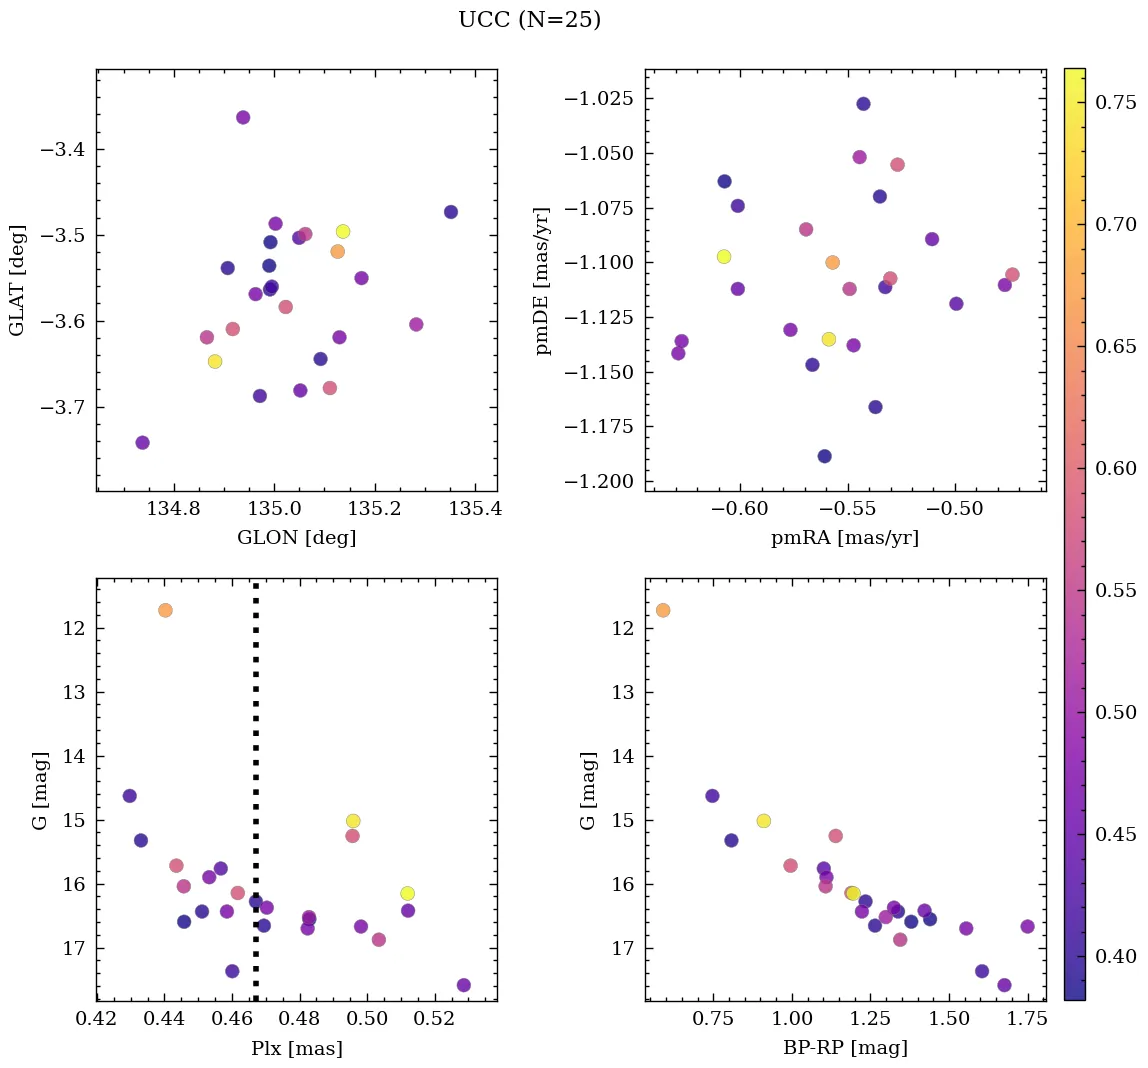 UCC (N=25)
GLAT [deg]
−3.4
−3.5
−3.6
−3.7
134.8 135.0 135.2 135.4
GLON [deg]
pmDE [mas/yr]
−1.025
−1.050
−1.075
−1.100
−1.125
−1.150
−1.175
−1.200
−0.60 −0.55 −0.50
pmRA [mas/yr]
G [mag]
12
13
14
15
16
17
0.42 0.44 0.46 0.48 0.50 0.52
Plx [mas]
G [mag]
12
13
14
15
16
17
0.75 1.00 1.25 1.50 1.75
BP-RP [mag]
0.75
0.70
0.65
0.60
0.55
0.50
0.45
0.40